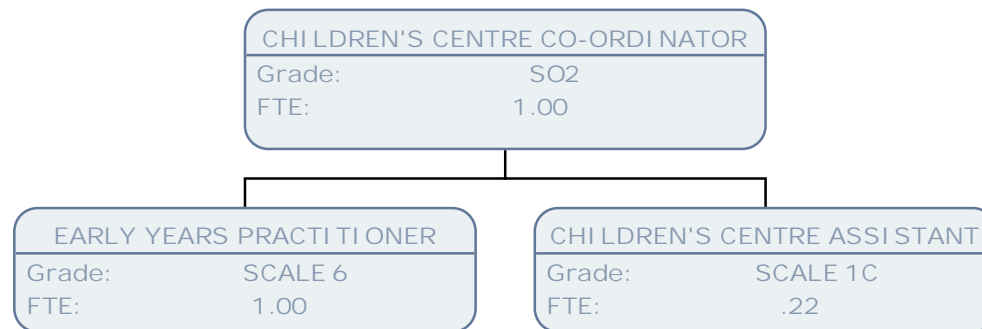 CHILDREN'S CENTRE CO-ORDINATOR
Grade: SO2
FTE: 1.00
EARLY YEARS PRACTITIONER
Grade: SCALE 6
FTE: 1.00
CHILDREN'S CENTRE ASSISTANT
Grade: SCALE 1C
FTE: .22